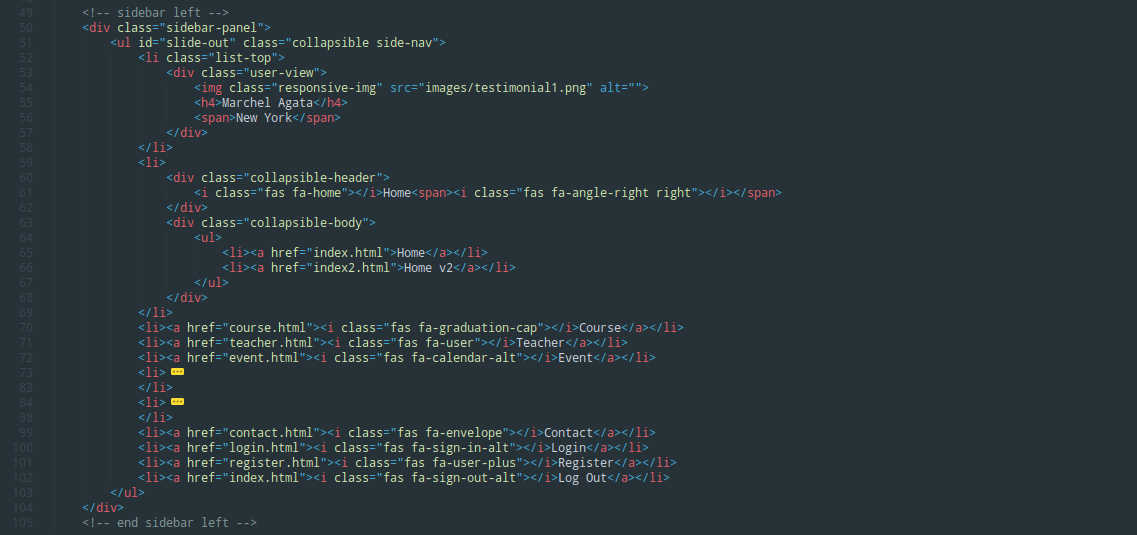 49 <!-- sidebar left -->
50 <div class="sidebar-panel">
51 <ul id="slide-out" class="collapsible side-nav">
52 <li class="list-top">
53 <div class="user-view">
54 <img class="responsive-img" src="images/testimonial1.png" alt="">
55 <h4>Marchel Agata</h4>
56 <span>New York</span>
57 </div>
58 </li>
59 <li>
60 <div class="collapsible-header">
61 <i class="fas fa-home"></i>Home<span><i class="fas fa-angle-right right"></i></span>
62 </div>
63 <div class="collapsible-body">
64 <ul>
65 <li><a href="index.html">Home</a></li>
66 <li><a href="index2.html">Home v2</a></li>
67 </ul>
68 </div>
69 </li>
70 <li><a href="course.html"><i class="fas fa-graduation-cap"></i>Course</a></li>
71 <li><a href="teacher.html"><i class="fas fa-user"></i>Teacher</a></li>
72 <li><a href="event.html"><i class="fas fa-calendar-alt"></i>Event</a></li>
73 <li> ...
83 </li>
84 <li> ...
98 </li>
99 <li><a href="contact.html"><i class="fas fa-envelope"></i>Contact</a></li>
100 <li><a href="login.html"><i class="fas fa-sign-in-alt"></i>Login</a></li>
101 <li><a href="register.html"><i class="fas fa-user-plus"></i>Register</a></li>
102 <li><a href="index.html"><i class="fas fa-sign-out-alt"></i>Log Out</a></li>
103 </ul>
104 </div>
105 <!-- end sidebar left -->